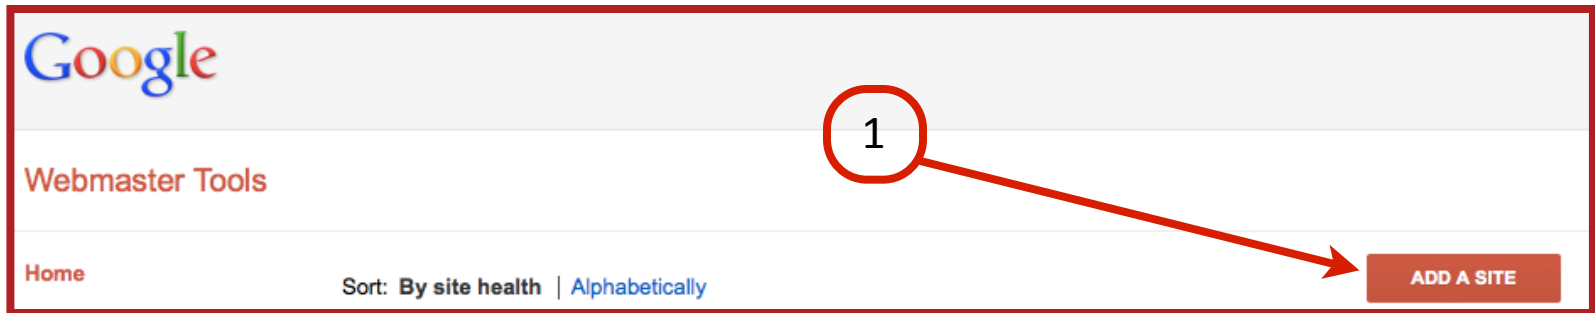 Google
1
Webmaster Tools
Home
Sort: By site health | Alphabetically
ADD A SITE